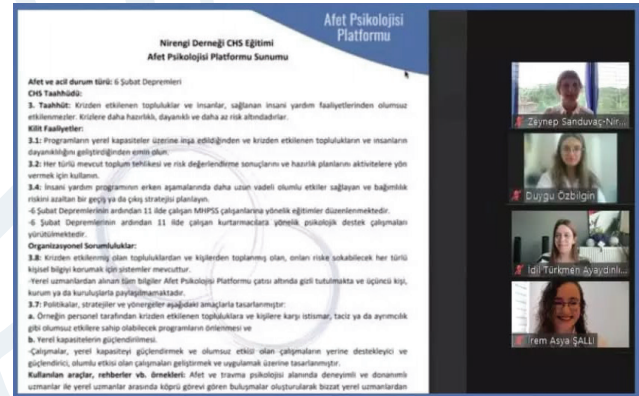 Afet Psikolojisi
Platformu
Nirengi Derneği CHS Eğitimi
Afet Psikolojisi Platformu Sunumu
Afet ve acil durum türü: 6 Şubat Depremleri
CHS Taahhüdü:
3. Taahhüt: Krizden etkilenen topluluklar ve insanlar, sağlanan insani yardım faaliyetlerinden olumsuz
etkilenmezler. Krizlere daha hazırlıklı, dayanıklı ve daha az risk altındadırlar.
Kilit Faaliyetler:
3.1: Programların yerel kapasiteler üzerine inşa edildiğinden ve krizden etkilenen toplulukların ve insanların
dayanıklılığını geliştirdiğinden emin olun.
3.2: Her türlü mevcut toplum tehlikesi ve risk değerlendirme sonuçlarını ve hazırlık planlarını aktivitelere yön
vermek için kullanın.
3.4: İnsani yardım programının erken aşamalarında daha uzun vadeli olumlu etkiler sağlayan ve bağımlılık
riskini azaltan bir geçiş ya da çıkış stratejisi planlayın.
-6 Şubat Depremlerinin ardından 11 ilde çalışan MHPSS çalışanlarına yönelik eğitimler düzenlenmektedir.
-6 Şubat Depremlerinin ardından 11 ilde çalışan kurtarmacılara yönelik psikolojik destek çalışmaları
yürütülmektedir.
Organizasyonel Sorumluluklar:
3.8: Krizden etkilenmiş olan topluluklardan ve kişilerden toplanmış olan, onları riske sokabilecek her türlü
kişisel bilgiyi korumak için sistemler mevcuttur.
-Yerel uzmanlardan alınan tüm bilgiler Afet Psikolojisi Platformu çatısı altında gizli tutulmakta ve üçüncü kişi,
kurum ya da kuruluşlarla paylaşılmamaktadır.
3.7: Politikalar, stratejiler ve yönergeler aşağıdaki amaçlarla tasarlanmıştır:
a. Örneğin personel tarafından krizden etkilenen topluluklara ve kişilere karşı istismar, taciz ya da ayrımcılık
gibi olumsuz etkilere sahip olabilecek programların önlenmesi ve
b. Yerel kapasitelerin güçlendirilmesi.
-Çalışmalar, yerel kapasiteyi güçlendirmek ve olumsuz etkisi olan çalışmaların yerine destekleyici ve
güçlendirici, olumlu etkisi olan çalışmaları geliştirmek ve uygulamak üzerine tasarlanmıştır.
Kullanılan araçlar, rehberler vb. örnekleri: Afet ve travma psikolojisi alanında deneyimli ve donanımlı
uzmanlar ile yerel uzmanlar arasında köprü görevi gören buluşmalar oluşturularak bizzat yerel uzmanlardan
Zeynep Sanduvaç-Nir...
Duygu Özbilgin
İdil Türkmen Ayaydınlı...
İrem Asya ŞALLI